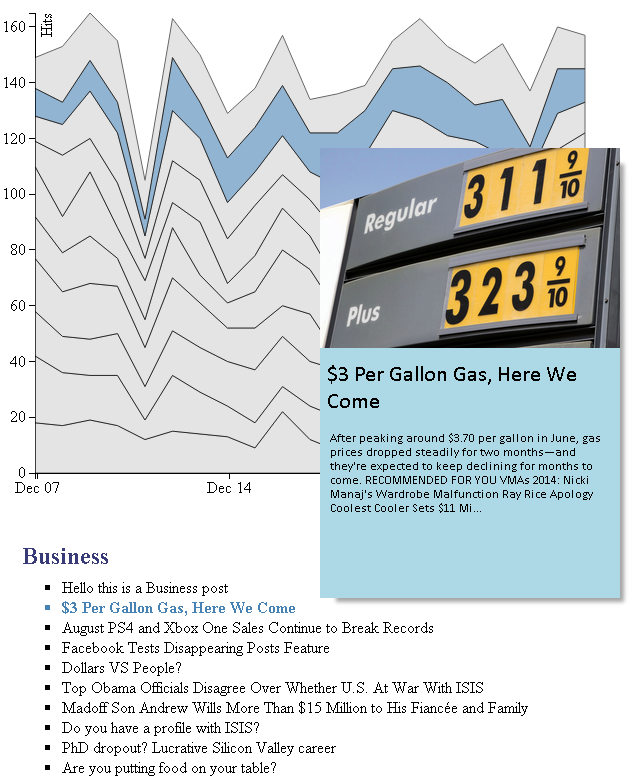 160
Hits
140
120
100
80
60
40
20
0
Dec 07
Dec 14
Regular 3 1 1 9/10
Plus 3 2 3 9/10
$3 Per Gallon Gas, Here We
Come
After peaking around $3.70 per gallon in June, gas
prices dropped steadily for two months—and
they're expected to keep declining for months to
come. RECOMMENDED FOR YOU VMAs 2014: Nicki
Manaj's Wardrobe Malfunction Ray Rice Apology
Coolest Cooler Sets $11 Mi...
Business
Hello this is a Business post
$3 Per Gallon Gas, Here We Come
August PS4 and Xbox One Sales Continue to Break Records
Facebook Tests Disappearing Posts Feature
Dollars VS People?
Top Obama Officials Disagree Over Whether U.S. At War With ISIS
Madoff Son Andrew Wills More Than $15 Million to His Fiancée and Family
Do you have a profile with ISIS?
PhD dropout? Lucrative Silicon Valley career
Are you putting food on your table?